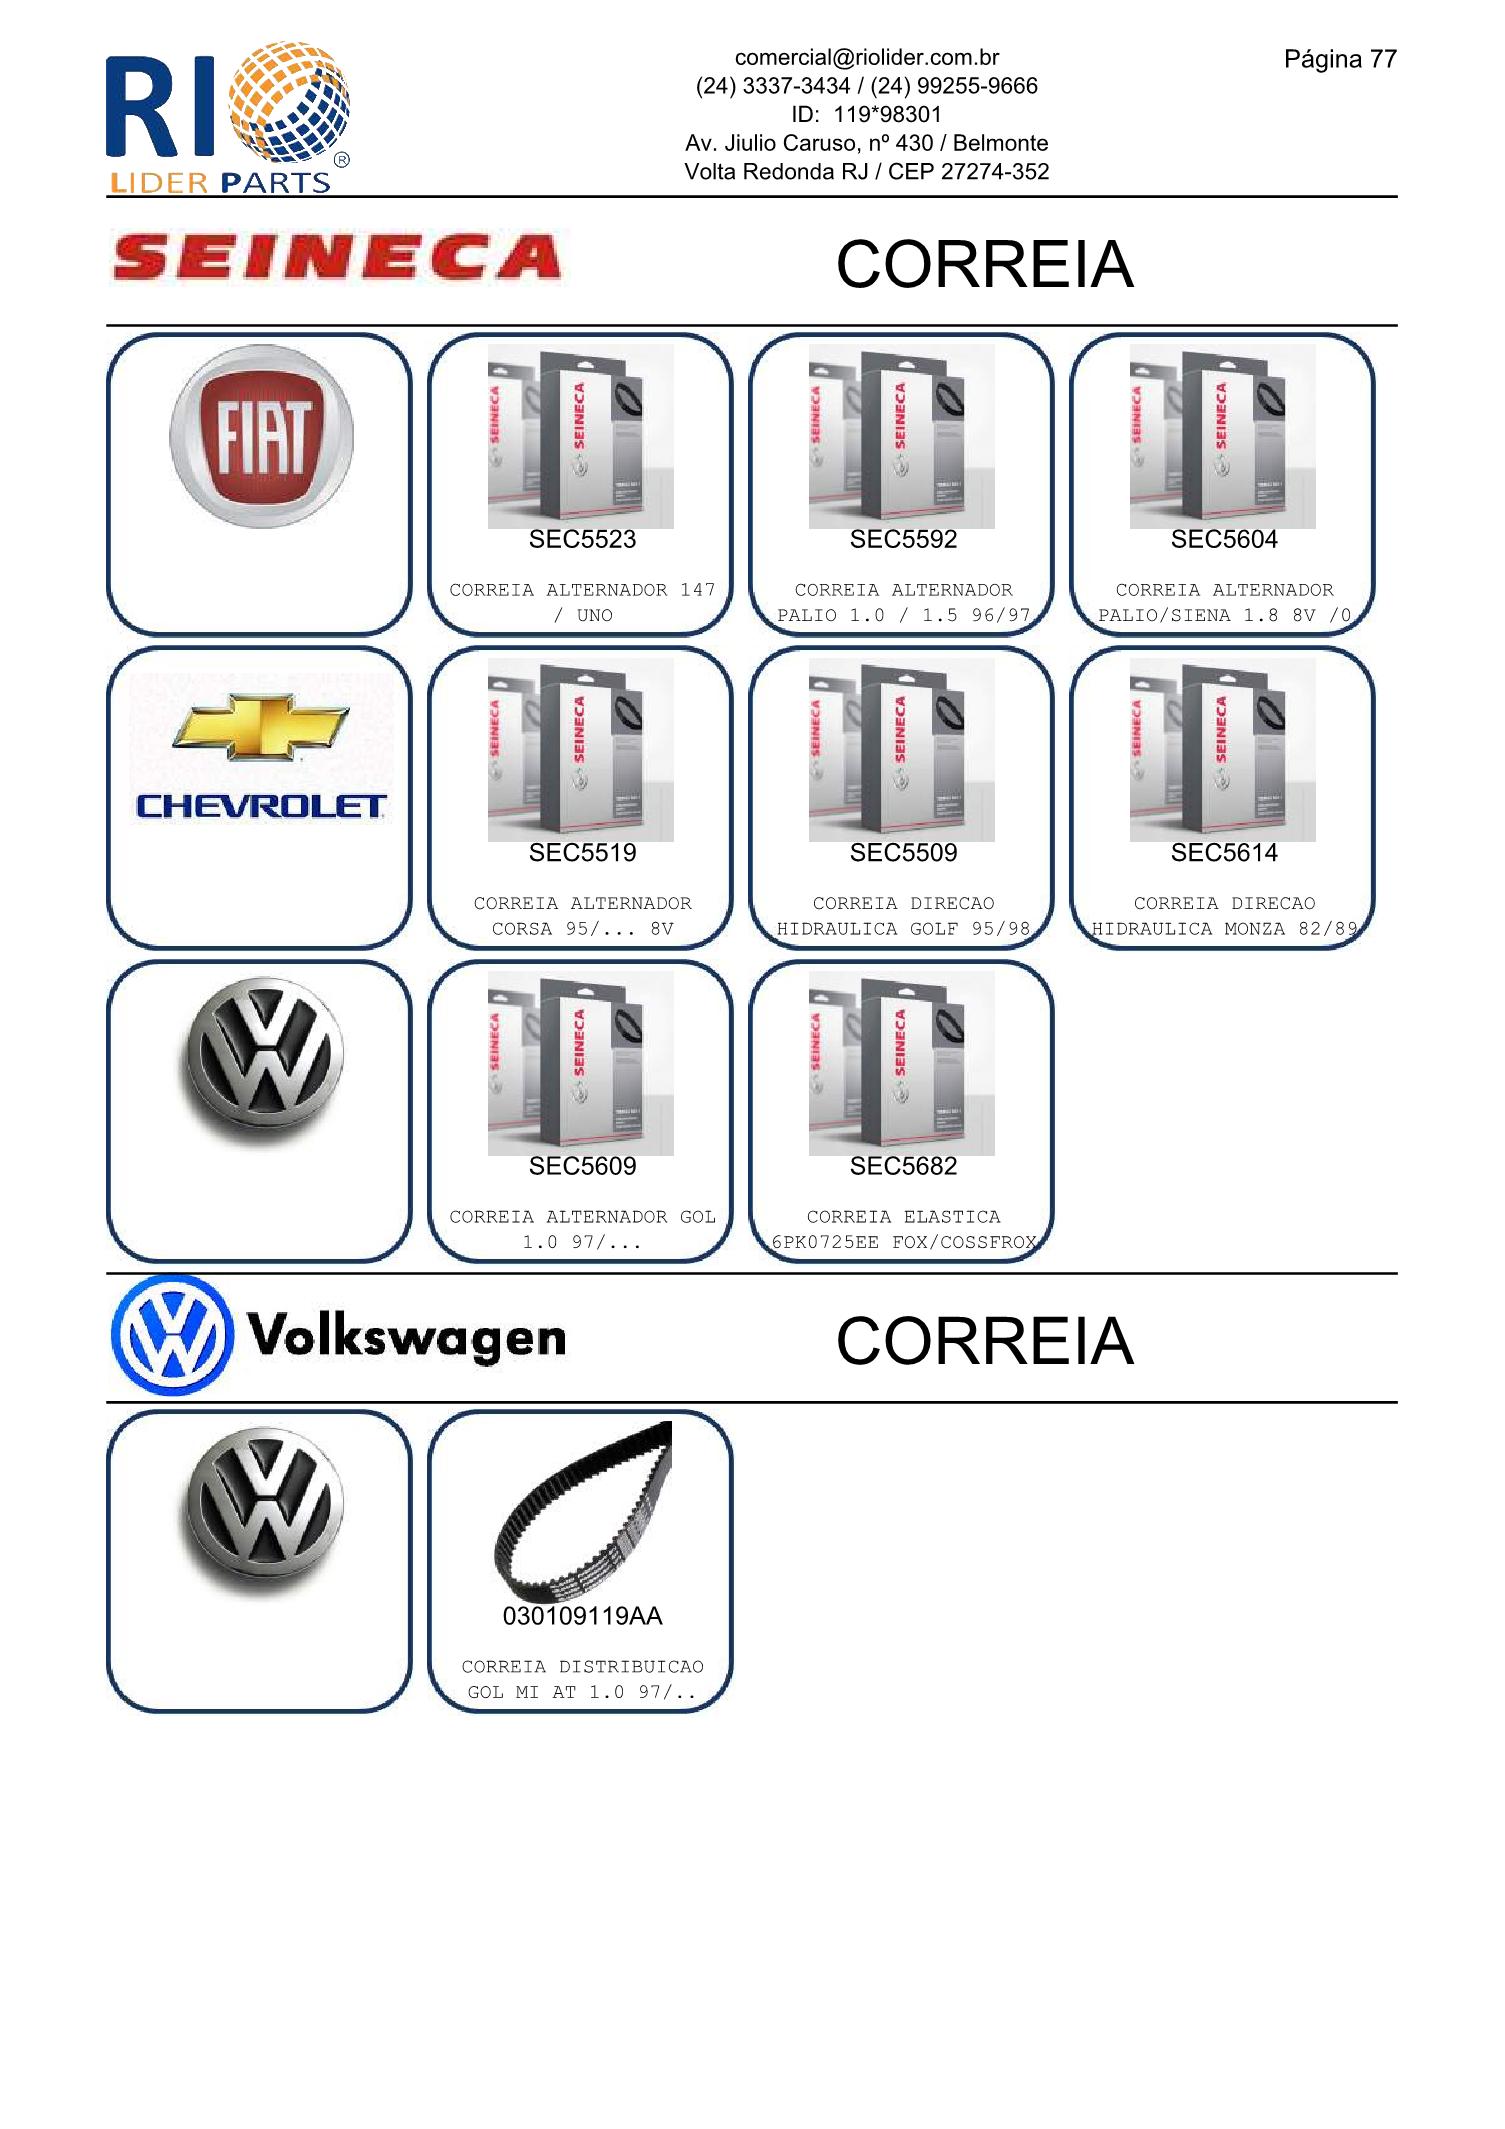 RIO
LIDER PARTS
®
comercial@riolider.com.br
(24) 3337-3434 / (24) 99255-9666
ID:  119*98301
Av. Jiulio Caruso, nº 430 / Belmonte
Volta Redonda RJ / CEP 27274-352
Página 77
SEINECA
CORREIA
FIAT
SEINECA
SEINECA
SEC5523
CORREIA ALTERNADOR 147
/ UNO
SEINECA
SEINECA
SEC5592
CORREIA ALTERNADOR
PALIO 1.0 / 1.5 96/97
SEINECA
SEINECA
SEC5604
CORREIA ALTERNADOR
PALIO/SIENA 1.8 8V /0
CHEVROLET
SEINECA
SEINECA
SEC5519
CORREIA ALTERNADOR
CORSA 95/... 8V
SEINECA
SEINECA
SEC5509
CORREIA DIRECAO
HIDRAULICA GOLF 95/98
SEINECA
SEINECA
SEC5614
CORREIA DIRECAO
HIDRAULICA MONZA 82/89
SEINECA
SEINECA
SEC5609
CORREIA ALTERNADOR GOL
1.0 97/...
SEINECA
SEINECA
SEC5682
CORREIA ELASTICA
6PK0725EE FOX/COSSFROX
Volkswagen
CORREIA
030109119AA
CORREIA DISTRIBUICAO
GOL MI AT 1.0 97/..